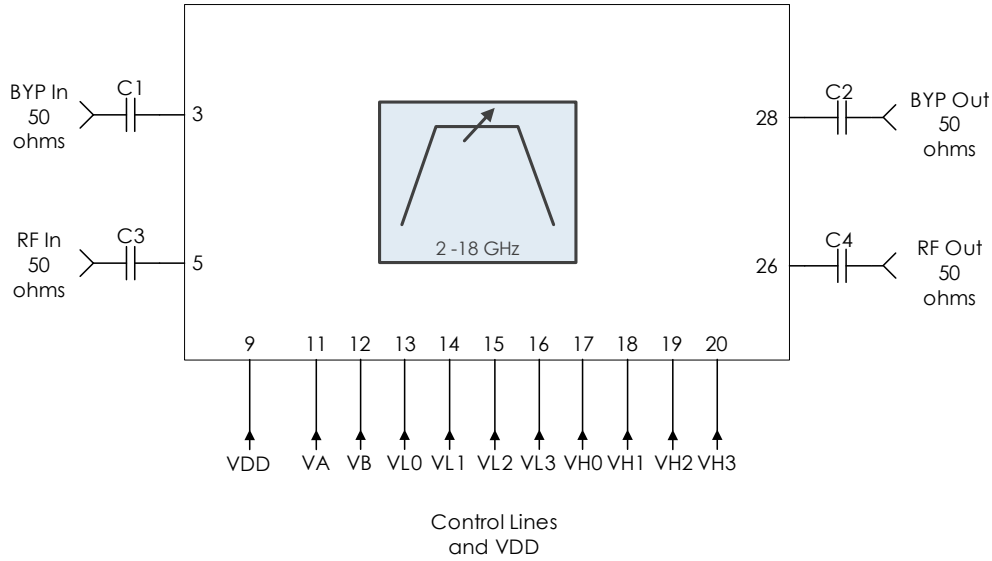 BYP In
50
ohms
C1
3
28
C2
BYP Out
50
ohms
2 -18 GHz
RF In
50
ohms
C3
5
26
C4
RF Out
50
ohms
9 11 12 13 14 15 16 17 18 19 20
VDD VA VB VL0 VL1 VL2 VL3 VH0 VH1 VH2 VH3
Control Lines
and VDD